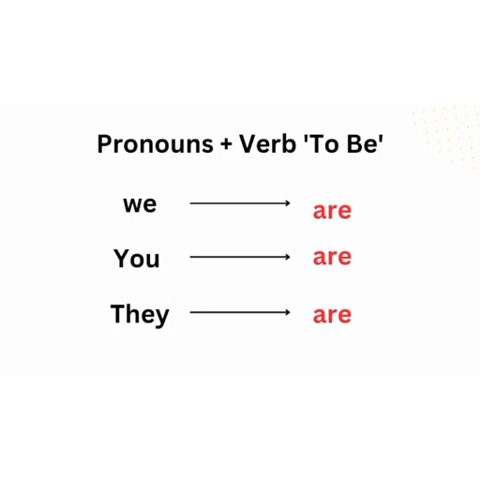 Pronouns + Verb 'To Be'
we → are
You → are
They → are